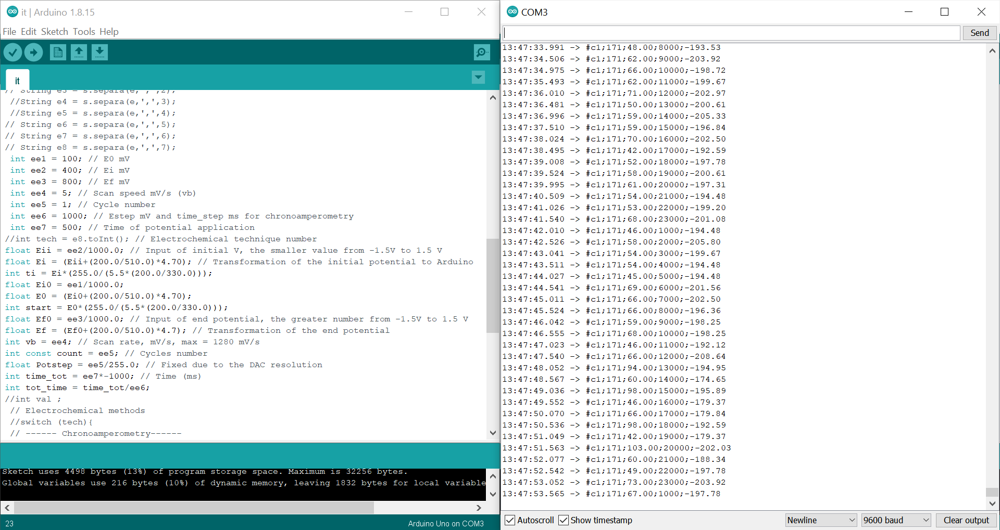 it | Arduino 1.8.15
File Edit Sketch Tools Help
it
// String e3 = s.separa(e,',',2);
//String e4 = s.separa(e,',',3);
//String e5 = s.separa(e,',',4);
// String e6 = s.separa(e,',',5);
// String e7 = s.separa(e,',',6);
// String e8 = s.separa(e,',',7);
int ee1 = 100; // E0 mV
int ee2 = 400; // Ei mV
int ee3 = 800; // Ef mV
int ee4 = 5; // Scan speed mV/s (vb)
int ee5 = 1; // Cycle number
int ee6 = 1000; // Estep mV and time_step ms for chronoamperometry
int ee7 = 500; // Time of potential application
//int tech = e8.toInt(); // Electrochemical technique number
float Eii = ee2/1000.0; // Input of initial V, the smaller value from -1.5V to 1.5 V
float Ei = (Eii+(200.0/510.0)*4.70); // Transformation of the initial potential to Arduino
int ti = Ei*(255.0/(5.5*(200.0/330.0)));
float Ei0 = ee1/1000.0;
float E0 = (Ei0+(200.0/510.0)*4.70);
int start = E0*(255.0/(5.5*(200.0/330.0)));
float Ef0 = ee3/1000.0; // Input of end potential, the greater number from -1.5V to 1.5 V
float Ef = (Ef0+(200.0/510.0)*4.7); // Transformation of the end potential
int vb = ee4; // Scan rate, mV/s, max = 1280 mV/s
int const count = ee5; // Cycles number
float Potstep = ee5/255.0; // Fixed due to the DAC resolution
int time_tot = ee7*-1000; // Time (ms)
int tot_time = time_tot/ee6;
//int val ;
// Electrochemical methods
//switch (tech){
// ------ Chronoamperometry------
Sketch uses 4498 bytes (13%) of program storage space. Maximum is 32256 bytes.
Global variables use 216 bytes (10%) of dynamic memory, leaving 1832 bytes for local variable
23
Arduino Uno on COM3
COM3
Send
13:47:33.991 -> #c1;171;48.00;8000;-193.53
13:47:34.506 -> #c1;171;62.00;9000;-203.92
13:47:34.975 -> #c1;171;66.00;10000;-198.72
13:47:35.493 -> #c1;171;62.00;11000;-199.67
13:47:36.010 -> #c1;171;71.00;12000;-202.97
13:47:36.481 -> #c1;171;50.00;13000;-200.61
13:47:36.996 -> #c1;171;59.00;14000;-205.33
13:47:37.510 -> #c1;171;59.00;15000;-196.84
13:47:38.024 -> #c1;171;70.00;16000;-202.50
13:47:38.495 -> #c1;171;42.00;17000;-192.59
13:47:39.008 -> #c1;171;52.00;18000;-197.78
13:47:39.524 -> #c1;171;58.00;19000;-200.61
13:47:39.995 -> #c1;171;61.00;20000;-197.31
13:47:40.509 -> #c1;171;54.00;21000;-194.48
13:47:41.026 -> #c1;171;53.00;22000;-199.20
13:47:41.540 -> #c1;171;68.00;23000;-201.08
13:47:42.010 -> #c1;171;46.00;1000;-194.48
13:47:42.526 -> #c1;171;58.00;2000;-205.80
13:47:43.041 -> #c1;171;54.00;3000;-199.67
13:47:43.511 -> #c1;171;54.00;4000;-194.48
13:47:44.027 -> #c1;171;45.00;5000;-194.48
13:47:44.541 -> #c1;171;69.00;6000;-201.56
13:47:45.011 -> #c1;171;66.00;7000;-202.50
13:47:45.524 -> #c1;171;66.00;8000;-196.36
13:47:46.042 -> #c1;171;59.00;9000;-198.25
13:47:46.555 -> #c1;171;68.00;10000;-198.25
13:47:47.023 -> #c1;171;46.00;11000;-192.12
13:47:47.540 -> #c1;171;66.00;12000;-208.64
13:47:48.052 -> #c1;171;94.00;13000;-194.95
13:47:48.567 -> #c1;171;60.00;14000;-174.65
13:47:49.036 -> #c1;171;98.00;15000;-195.89
13:47:49.552 -> #c1;171;46.00;16000;-179.37
13:47:50.070 -> #c1;171;66.00;17000;-179.84
13:47:50.536 -> #c1;171;98.00;18000;-192.59
13:47:51.049 -> #c1;171;42.00;19000;-179.37
13:47:51.563 -> #c1;171;103.00;20000;-202.03
13:47:52.077 -> #c1;171;60.00;21000;-188.34
13:47:52.542 -> #c1;171;49.00;22000;-197.78
13:47:53.052 -> #c1;171;73.00;23000;-203.92
13:47:53.565 -> #c1;171;67.00;1000;-197.78
Autoscroll Show timestamp
Newline
9600 baud
Clear output